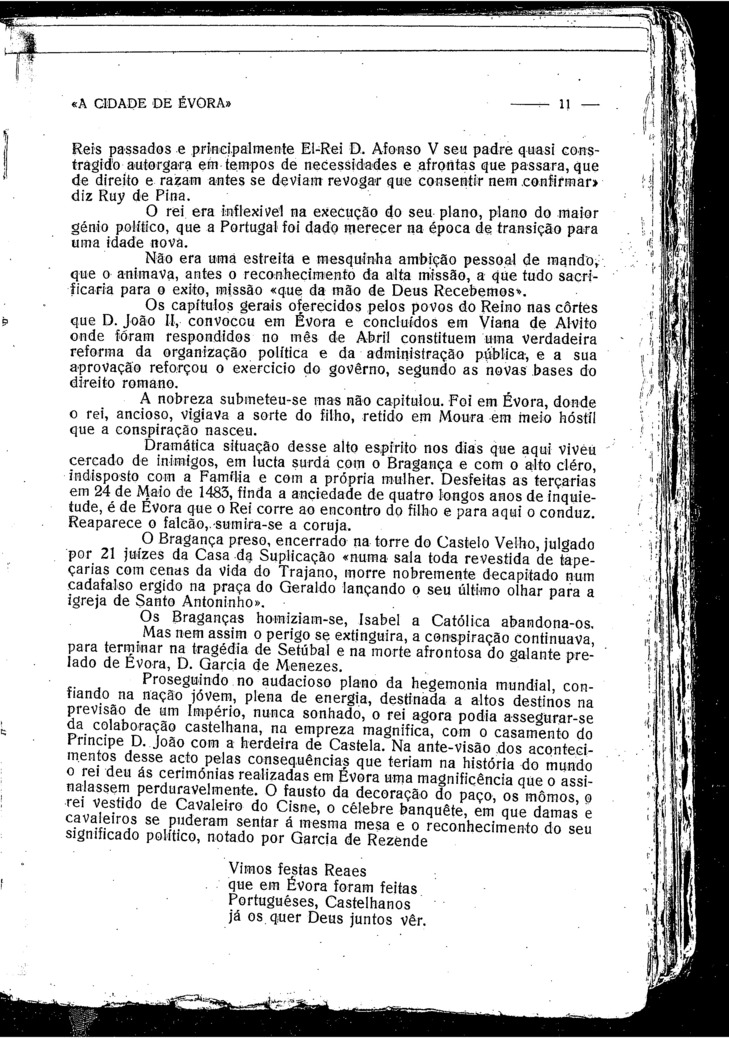 «A CIDADE DE ÉVORA» —— 11 —
Reis passados e principalmente El-Rei D. Afonso V seu padre quasi cons-
tragido autorgara em tempos de necessidades e afrontas que passara, que
de direito e razam antes se deviam revogar que consentir nem confirmar»
diz Ruy de Pina.
O rei era inflexivel na execução do seu plano, plano do maior
génio político, que a Portugal foi dado merecer na época de transição para
uma idade nova.
Não era uma estreita e mesquinha ambição pessoal de mando,
que o animava, antes o reconhecimento da alta missão, a que tudo sacri-
ficaria para o exito, missão «que da mão de Deus Recebemos».
Os capítulos gerais oferecidos pelos povos do Reino nas côrtes
que D. João II, convocou em Évora e concluídos em Viana de Alvito
onde fôram respondidos no mês de Abril constituem uma verdadeira
reforma da organização política e da administração pública, e a sua
aprovação reforçou o exercicio do govêrno, segundo as novas bases do
direito romano.
A nobreza submeteu-se mas não capitulou. Foi em Évora, donde
o rei, ancioso, vigiava a sorte do filho, retido em Moura em meio hóstil
que a conspiração nasceu.
Dramática situação desse alto espírito nos dias que aqui viveu
cercado de inimigos, em lucta surda com o Bragança e com o alto cléro,
indisposto com a Família e com a própria mulher. Desfeitas as terçarias
em 24 de Maio de 1483, finda a anciedade de quatro longos anos de inquie-
tude, é de Évora que o Rei corre ao encontro do filho e para aqui o conduz.
Reaparece o falcão, sumira-se a coruja.
O Bragança preso, encerrado na torre do Castelo Velho, julgado
por 21 juízes da Casa da Suplicação «numa sala toda revestida de tape-
çarias com cenas da vida do Trajano, morre nobremente decapitado num
cadafalso ergido na praça do Geraldo lançando o seu último olhar para a
igreja de Santo Antoninho».
Os Braganças homiziam-se, Isabel a Católica abandona-os.
Mas nem assim o perigo se extinguira, a conspiração continuava,
para terminar na tragédia de Setúbal e na morte afrontosa do galante pre-
lado de Évora, D. Garcia de Menezes.
Proseguindo no audacioso plano da hegemonia mundial, con-
fiando na nação jóvem, plena de energia, destinada a altos destinos na
previsão de um Império, nunca sonhado, o rei agora podia assegurar-se
da colaboração castelhana, na empreza magnifica, com o casamento do
Principe D. João com a herdeira de Castela. Na ante-visão dos aconteci-
mentos desse acto pelas consequências que teriam na história do mundo
o rei deu ás cerimónias realizadas em Évora uma magnificência que o assi-
nalassem perduravelmente. O fausto da decoração do paço, os mômos, o
rei vestido de Cavaleiro do Cisne, o célebre banquête, em que damas e
cavaleiros se puderam sentar á mesma mesa e o reconhecimento do seu
significado político, notado por Garcia de Rezende
Vimos festas Reaes
que em Évora foram feitas
Portuguéses, Castelhanos
já os quer Deus juntos vêr.